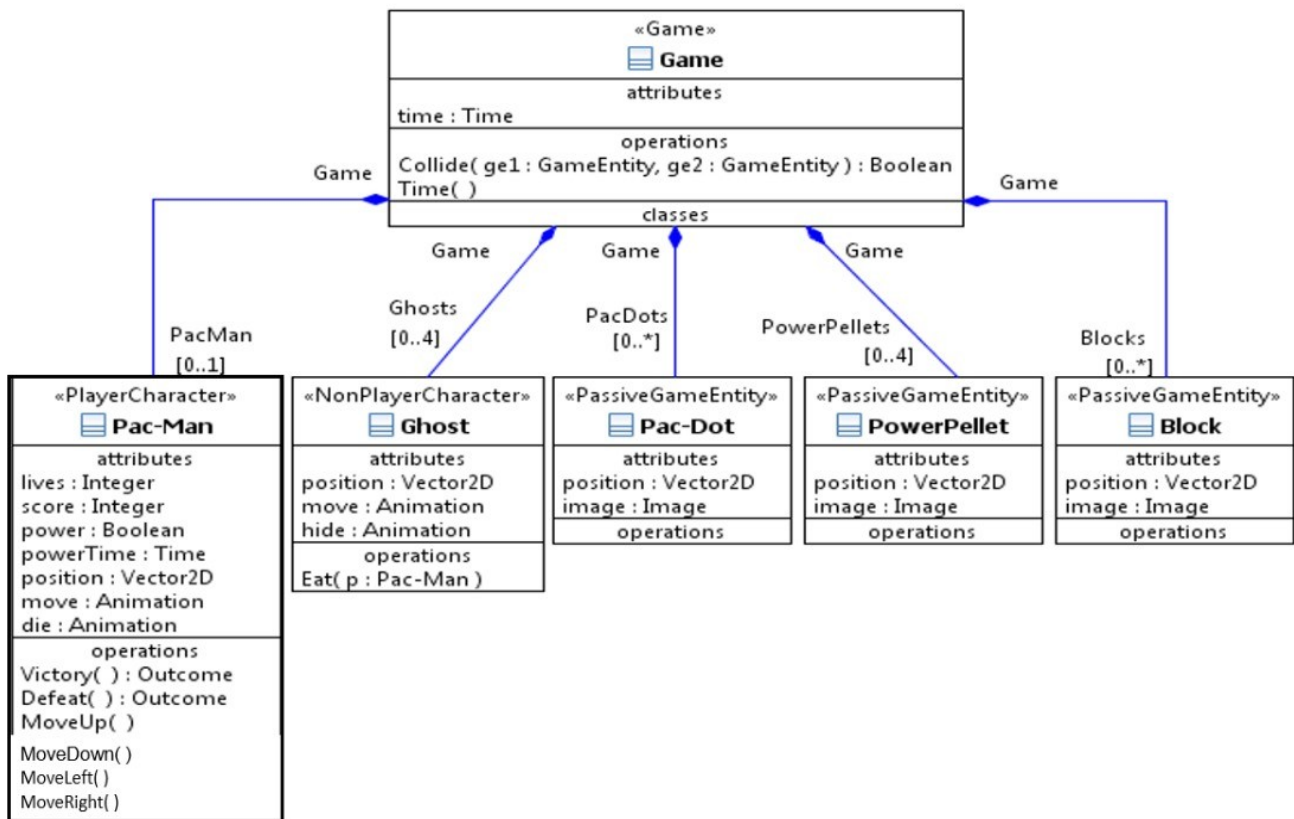 «Game»
Game
attributes
time : Time
operations
Collide( ge1 : GameEntity, ge2 : GameEntity ) : Boolean
Time( )
classes
Game
Game
Game
Game
Game
PacMan
[0..1]
Ghosts
[0..4]
PacDots
[0..*]
PowerPellets
[0..4]
Blocks
[0..*]
«PlayerCharacter»
Pac-Man
attributes
lives : Integer
score : Integer
power : Boolean
powerTime : Time
position : Vector2D
move : Animation
die : Animation
operations
Victory( ) : Outcome
Defeat( ) : Outcome
MoveUp( )
MoveDown( )
MoveLeft( )
MoveRight( )
«NonPlayerCharacter»
Ghost
attributes
position : Vector2D
move : Animation
hide : Animation
operations
Eat( p : Pac-Man )
«PassiveGameEntity»
Pac-Dot
attributes
position : Vector2D
image : Image
operations
«PassiveGameEntity»
PowerPellet
attributes
position : Vector2D
image : Image
operations
«PassiveGameEntity»
Block
attributes
position : Vector2D
image : Image
operations